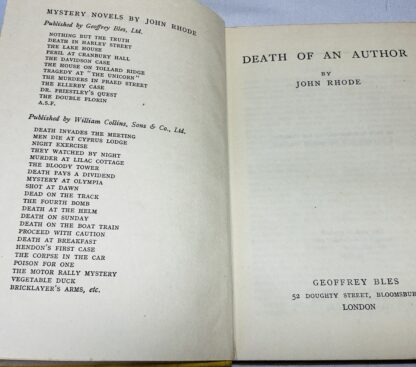 MYSTERY NOVELS BY JOHN RHODE
Published by Geoffrey Bles, Ltd.
NOTHING BUT THE TRUTH
DEATH IN HARLEY STREET
THE LAKE HOUSE
PERIL AT CRANBURY HALL
THE DAVIDSON CASE
THE HOUSE ON TOLLARD RIDGE
TRAGEDY AT "THE UNICORN"
THE MURDERS IN PRAED STREET
THE ELLERBY CASE
DR. PRIESTLEY'S QUEST
THE DOUBLE FLORIN
A.S.F.
Published by William Collins, Sons & Co., Ltd.
DEATH INVADES THE MEETING
MEN DIE AT CYPRUS LODGE
NIGHT EXERCISE
THEY WATCHED BY NIGHT
MURDER AT LILAC COTTAGE
THE BLOODY TOWER
DEATH PAYS A DIVIDEND
MYSTERY AT OLYMPIA
SHOT AT DAWN
DEAD ON THE TRACK
THE FOURTH BOMB
DEATH AT THE HELM
DEATH ON SUNDAY
DEATH ON THE BOAT TRAIN
PROCEED WITH CAUTION
DEATH AT BREAKFAST
HENDON'S FIRST CASE
THE CORPSE IN THE CAR
POISON FOR ONE
THE MOTOR RALLY MYSTERY
VEGETABLE DUCK
BRICKLAYER'S ARMS, etc.
DEATH OF AN AUTHOR
BY
JOHN RHODE
GEOFFREY BLES
52 DOUGHTY STREET, BLOOMSBU
LONDON